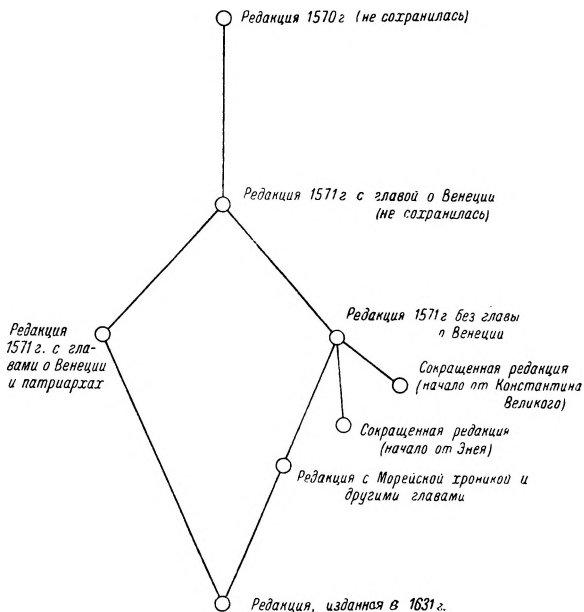 Редакция 1570 г (не сохранилась)
Редакция 1571 г с главой о Венеции
(не сохранилась)
Редакция
1571 г. с гла-
вами о Венеции
и патриархах
Редакция 1571 г без главы
о Венеции
Сокращенная редакция
(начало от Константина
Великого)
Сокращенная редакция
(начало от Энея)
Редакция с Морейской хроникой и
другими главами
Редакция, изданная в 1631 г.